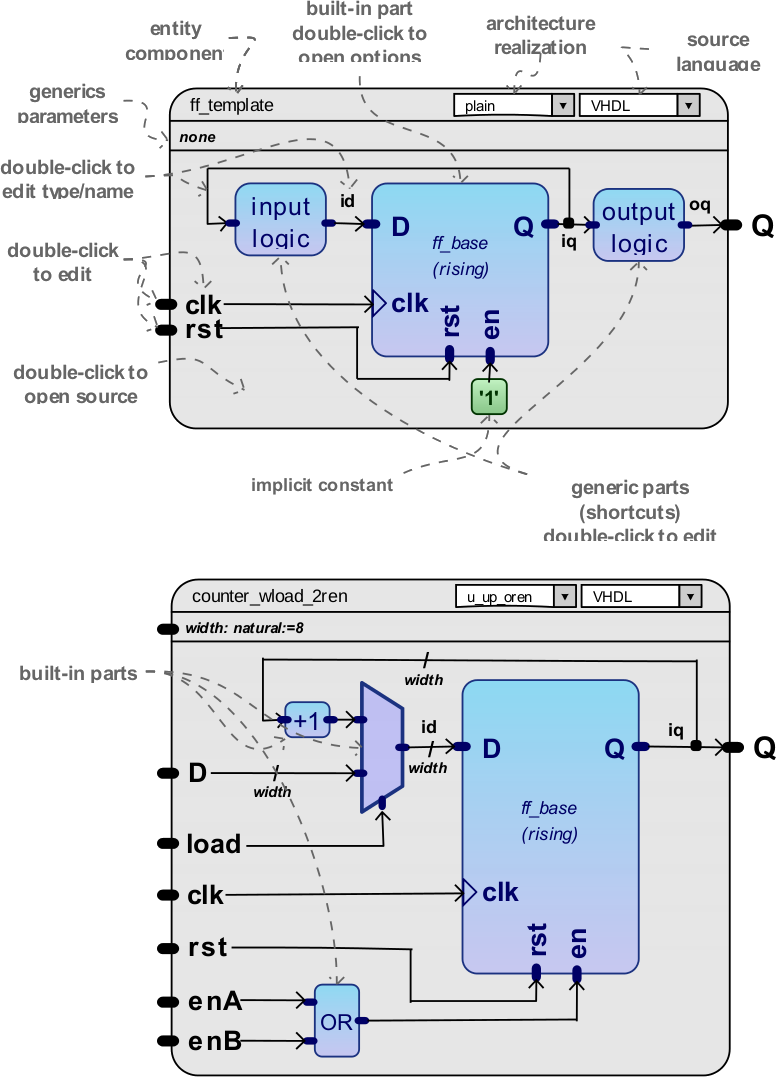 built-in part
double-click to
open options
entity
component
architecture
realization
source
language
generics
parameters
ff_template
plain
VHDL
none
double-click to
edit type/name
id
input
logic
D
Q
ff_base
(rising)
iq
output
logic
oq
Q
double-click
to edit
clk
rst
clk
rst
en
'1'
double-click to
open source
implicit constant
generic parts
(shortcuts)
double-click to edit
counter_wload_2ren
u_up_oren
VHDL
width: natural:=8
built-in parts
width
+1
id
width
D
Q
iq
Q
D
width
ff_base
(rising)
load
clk
clk
rst
rst
en
enA
enB
OR